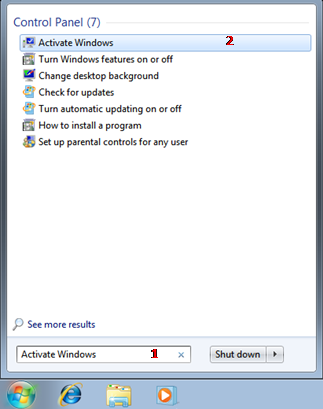 Control Panel (7)
Activate Windows 2
Turn Windows features on or off
Change desktop background
Check for updates
Turn automatic updating on or off
How to install a program
Set up parental controls for any user
See more results
Activate Windows 1 × Shut down